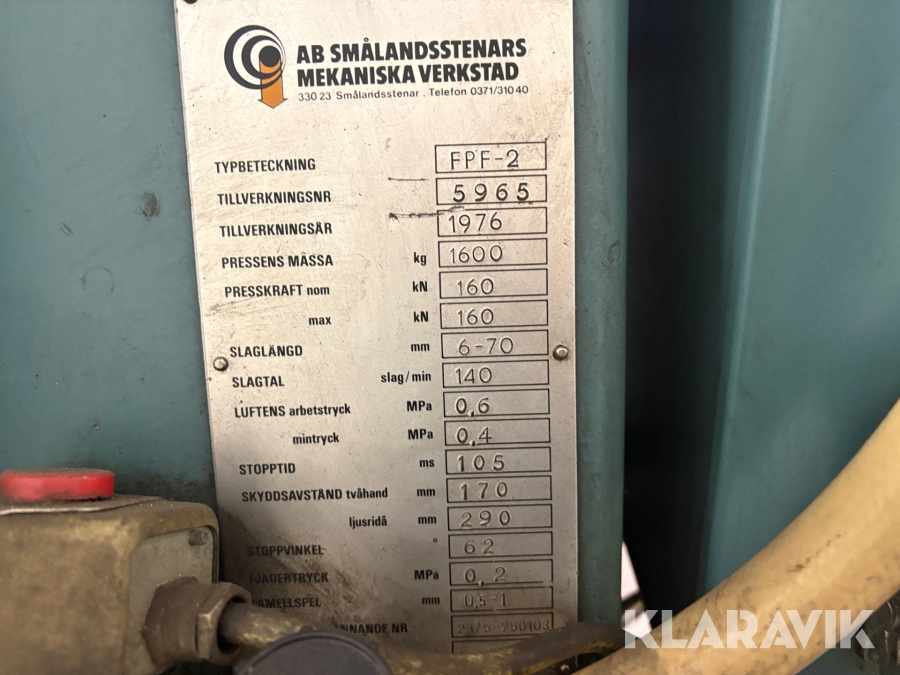 AB SMÅLANDSSTENARS
MEKANISKA VERKSTAD
330 23 Smålandsstenar . Telefon 0371/310 40
TYPBETECKNING FPF-2
TILLVERKNINGSNR 5965
TILLVERKNINGSÅR 1976
PRESSENS MASSA kg 1600
PRESSKRAFT nom kN 160
max kN 160
SLAGLÄNGD mm 6-70
SLAGTAL slag/min 140
LUFTENS arbetstryck MPa 0,6
mintryck MPa 0,4
STOPPTID ms 105
SKYDDSAVSTÅND tvåhand mm 170
ljusridå mm 290
STOPPVINKEL ° 62
FJÄDERTRYCK MPa 0,2
LAMELLSPEL mm 0,5-1
NR
KLARAVIK